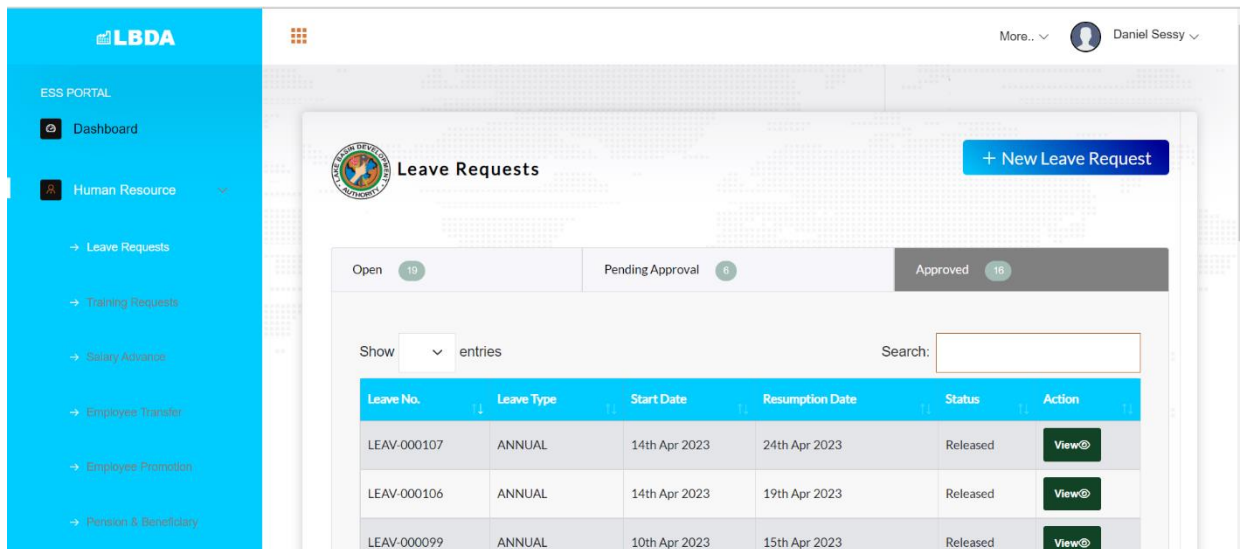 LBDA
More..
Daniel Sessy
ESS PORTAL
Dashboard
Human Resource
→ Leave Requests
→ Training Requests
→ Salary Advance
→ Employee Transfer
→ Employee Promotion
→ Pension & Beneficiary
LAKE BASIN DEVELOPMENT AUTHORITY
Leave Requests
+ New Leave Request
Open 19
Pending Approval 6
Approved 16
Show entries
Search:
Leave No. Leave Type Start Date Resumption Date Status Action
LEAV-000107 ANNUAL 14th Apr 2023 24th Apr 2023 Released View
LEAV-000106 ANNUAL 14th Apr 2023 19th Apr 2023 Released View
LEAV-000099 ANNUAL 10th Apr 2023 15th Apr 2023 Released View